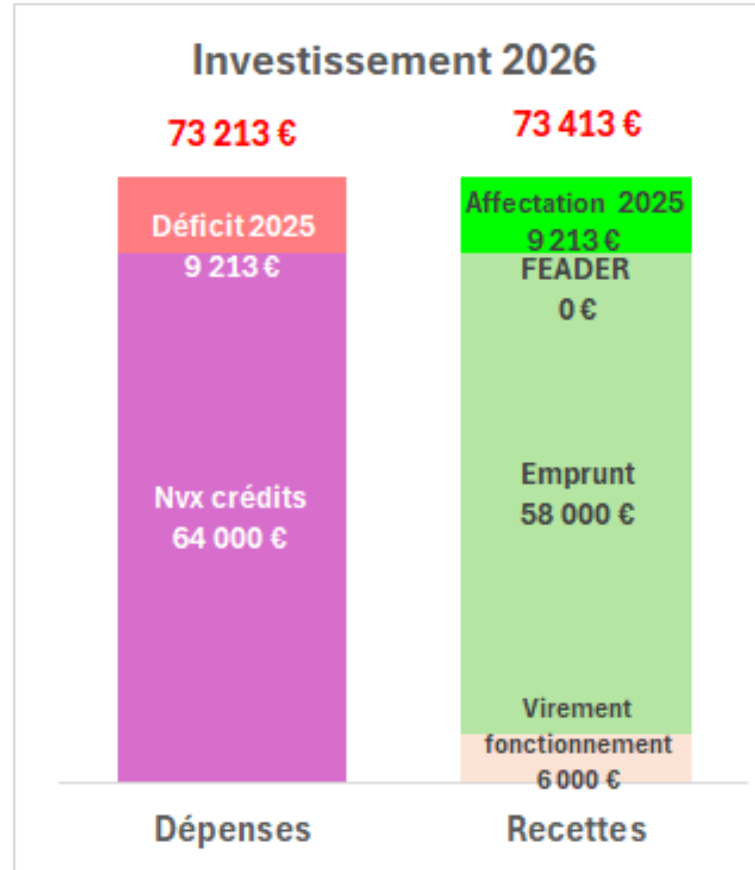 Investissement 2026
73 213 €
73 413 €
Déficit 2025
9 213 €
Nvx crédits
64 000 €
Affectation 2025
9 213 €
FEADER
0 €
Emprunt
58 000 €
Virement
fonctionnement
6 000 €
Dépenses
Recettes